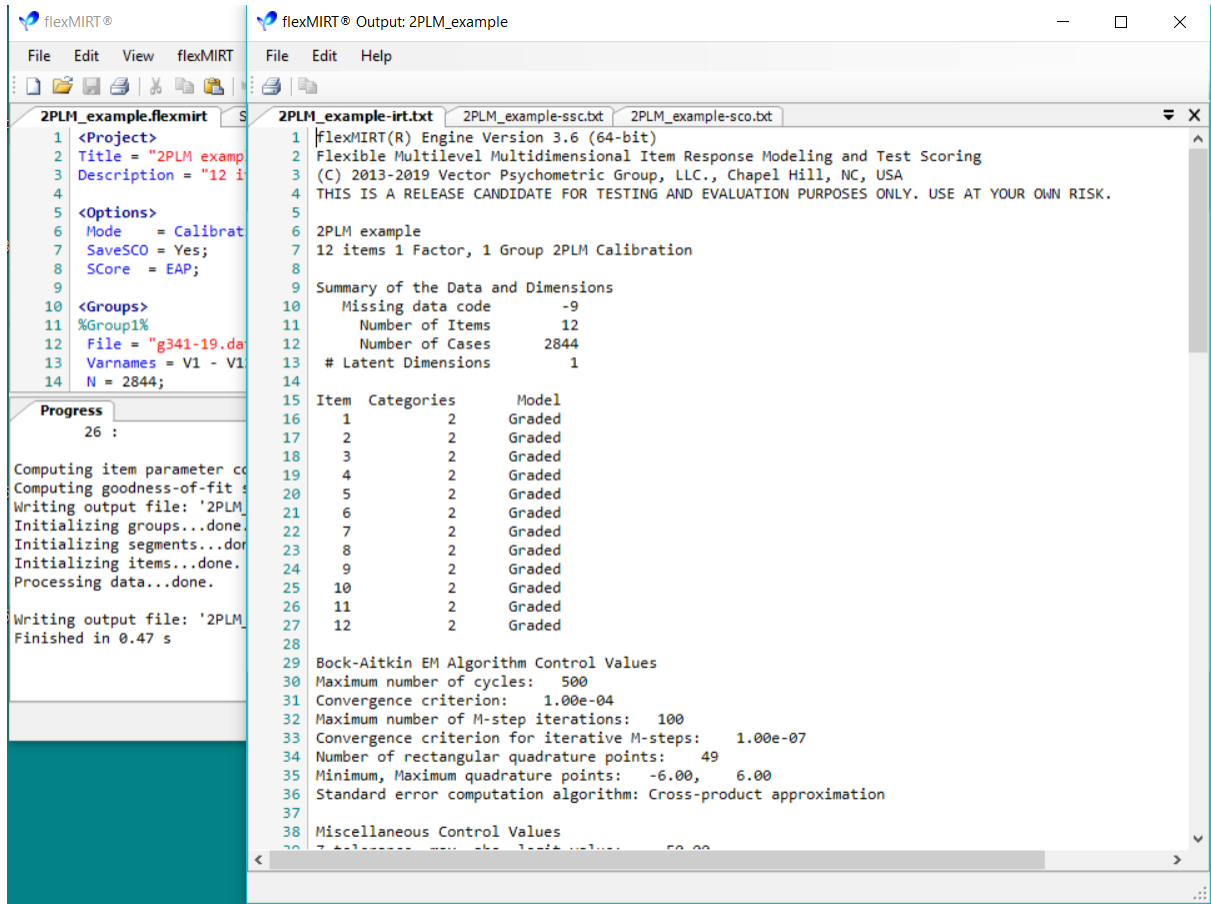 flexMIRT®
File Edit View flexMIRT
2PLM_example.flexmirt S
1 <Project>
2 Title = "2PLM examp
3 Description = "12 i
4
5 <Options>
6 Mode = Calibrat
7 SaveSCO = Yes;
8 SCore = EAP;
9
10 <Groups>
11 %Group1%
12 File = "g341-19.da
13 Varnames = V1 - V1
14 N = 2844;
Progress
26 :
Computing item parameter co
Computing goodness-of-fit s
Writing output file: '2PLM_
Initializing groups...done.
Initializing segments...don
Initializing items...done.
Processing data...done.
Writing output file: '2PLM_
Finished in 0.47 s
flexMIRT® Output: 2PLM_example
File Edit Help
2PLM_example-irt.txt 2PLM_example-ssc.txt 2PLM_example-sco.txt
1 flexMIRT(R) Engine Version 3.6 (64-bit)
2 Flexible Multilevel Multidimensional Item Response Modeling and Test Scoring
3 (C) 2013-2019 Vector Psychometric Group, LLC., Chapel Hill, NC, USA
4 THIS IS A RELEASE CANDIDATE FOR TESTING AND EVALUATION PURPOSES ONLY. USE AT YOUR OWN RISK.
5
6 2PLM example
7 12 items 1 Factor, 1 Group 2PLM Calibration
8
9 Summary of the Data and Dimensions
10 Missing data code -9
11 Number of Items 12
12 Number of Cases 2844
13 # Latent Dimensions 1
14
15 Item Categories Model
16 1 2 Graded
17 2 2 Graded
18 3 2 Graded
19 4 2 Graded
20 5 2 Graded
21 6 2 Graded
22 7 2 Graded
23 8 2 Graded
24 9 2 Graded
25 10 2 Graded
26 11 2 Graded
27 12 2 Graded
28
29 Bock-Aitkin EM Algorithm Control Values
30 Maximum number of cycles: 500
31 Convergence criterion: 1.00e-04
32 Maximum number of M-step iterations: 100
33 Convergence criterion for iterative M-steps: 1.00e-07
34 Number of rectangular quadrature points: 49
35 Minimum, Maximum quadrature points: -6.00, 6.00
36 Standard error computation algorithm: Cross-product approximation
37
38 Miscellaneous Control Values